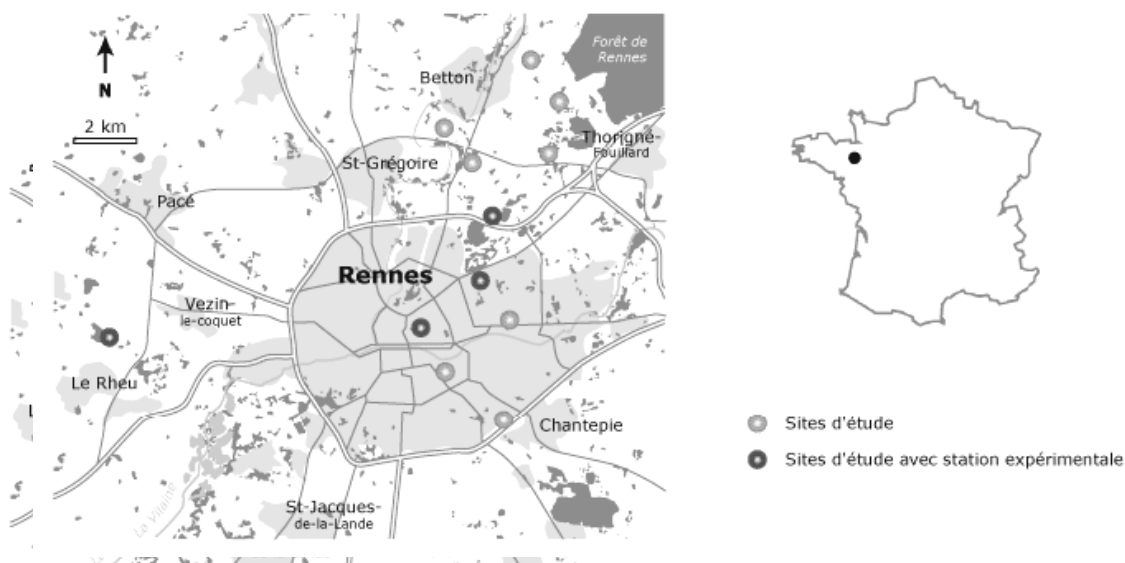 Forêt de
Rennes
Betton
N
2 km
Thorigné-
Fouillard
St-Grégoire
Pacé
Rennes
Vezin-
le-coquet
Le Rheu
L
Chantepie
Sites d'étude
Sites d'étude avec station expérimentale
La Vilaine
St-Jacques-
de-la-Lande